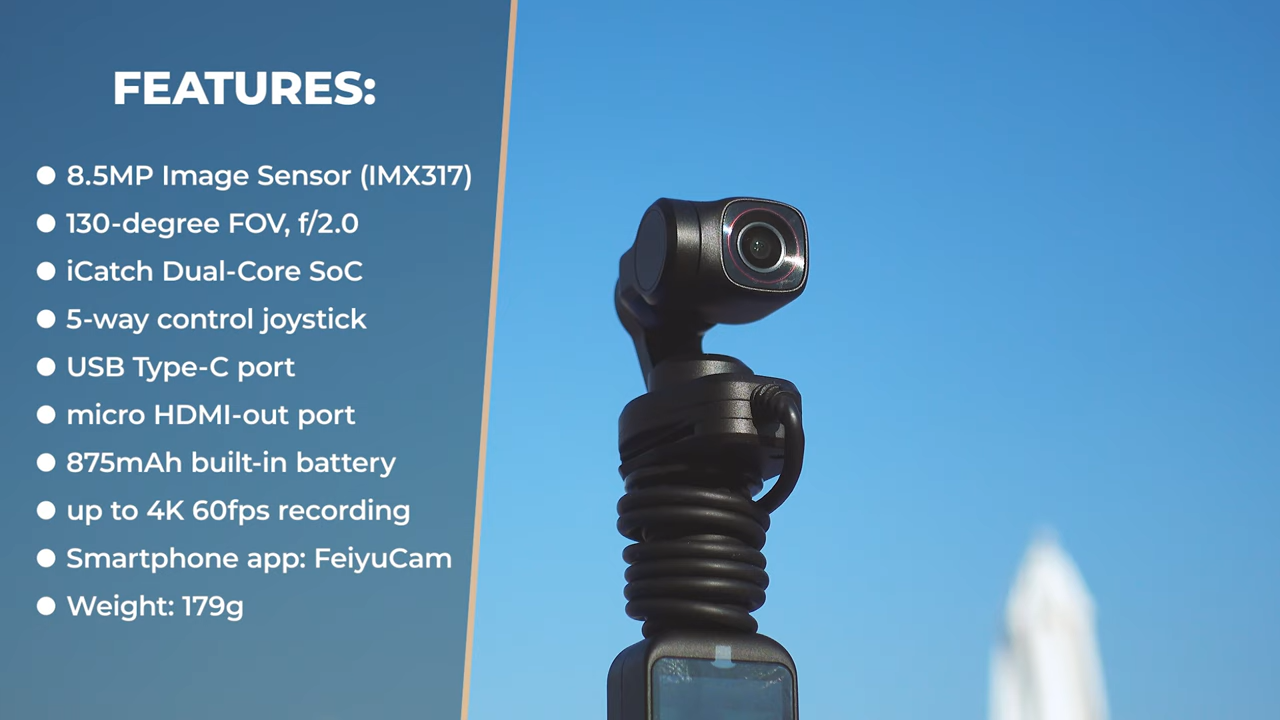 FEATURES:
● 8.5MP Image Sensor (IMX317)
● 130-degree FOV, f/2.0
● iCatch Dual-Core SoC
● 5-way control joystick
● USB Type-C port
● micro HDMI-out port
● 875mAh built-in battery
● up to 4K 60fps recording
● Smartphone app: FeiyuCam
● Weight: 179g